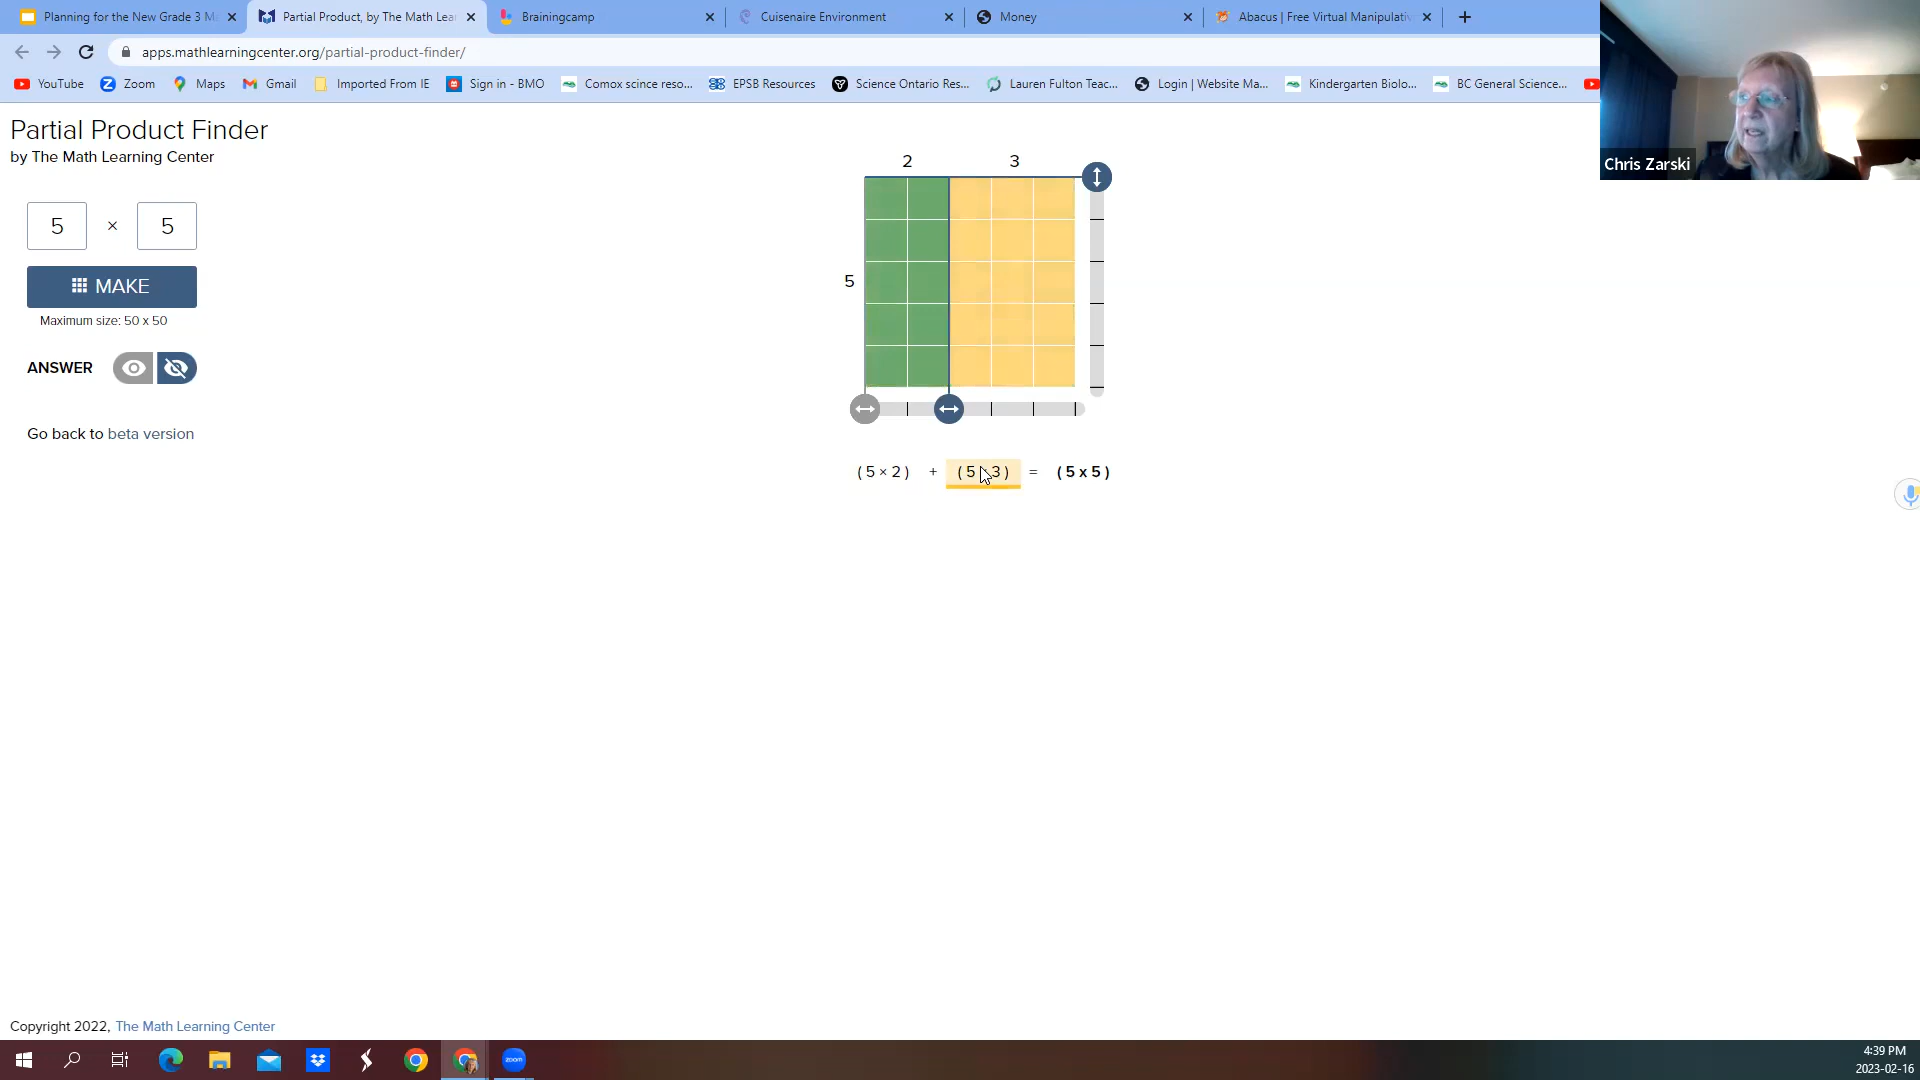 Planning for the New Grade 3 M
Partial Product, by The Math Lear
Brainingcamp
Cuisenaire Environment
Money
Abacus | Free Virtual Manipulati
apps.mathlearningcenter.org/partial-product-finder/
YouTube
Zoom
Maps
Gmail
Imported From IE
Sign in - BMO
Comox scince reso...
EPSB Resources
Science Ontario Res...
Lauren Fulton Teac...
Login | Website Ma...
Kindergarten Biolo...
BC General Science...
Chris Zarski
Partial Product Finder
by The Math Learning Center
5 × 5
MAKE
Maximum size: 50 x 50
ANSWER
Go back to beta version
2 3
5
( 5 × 2 ) + ( 5 3 ) = ( 5 x 5 )
Copyright 2022, The Math Learning Center
zoom
4:39 PM
2023-02-16